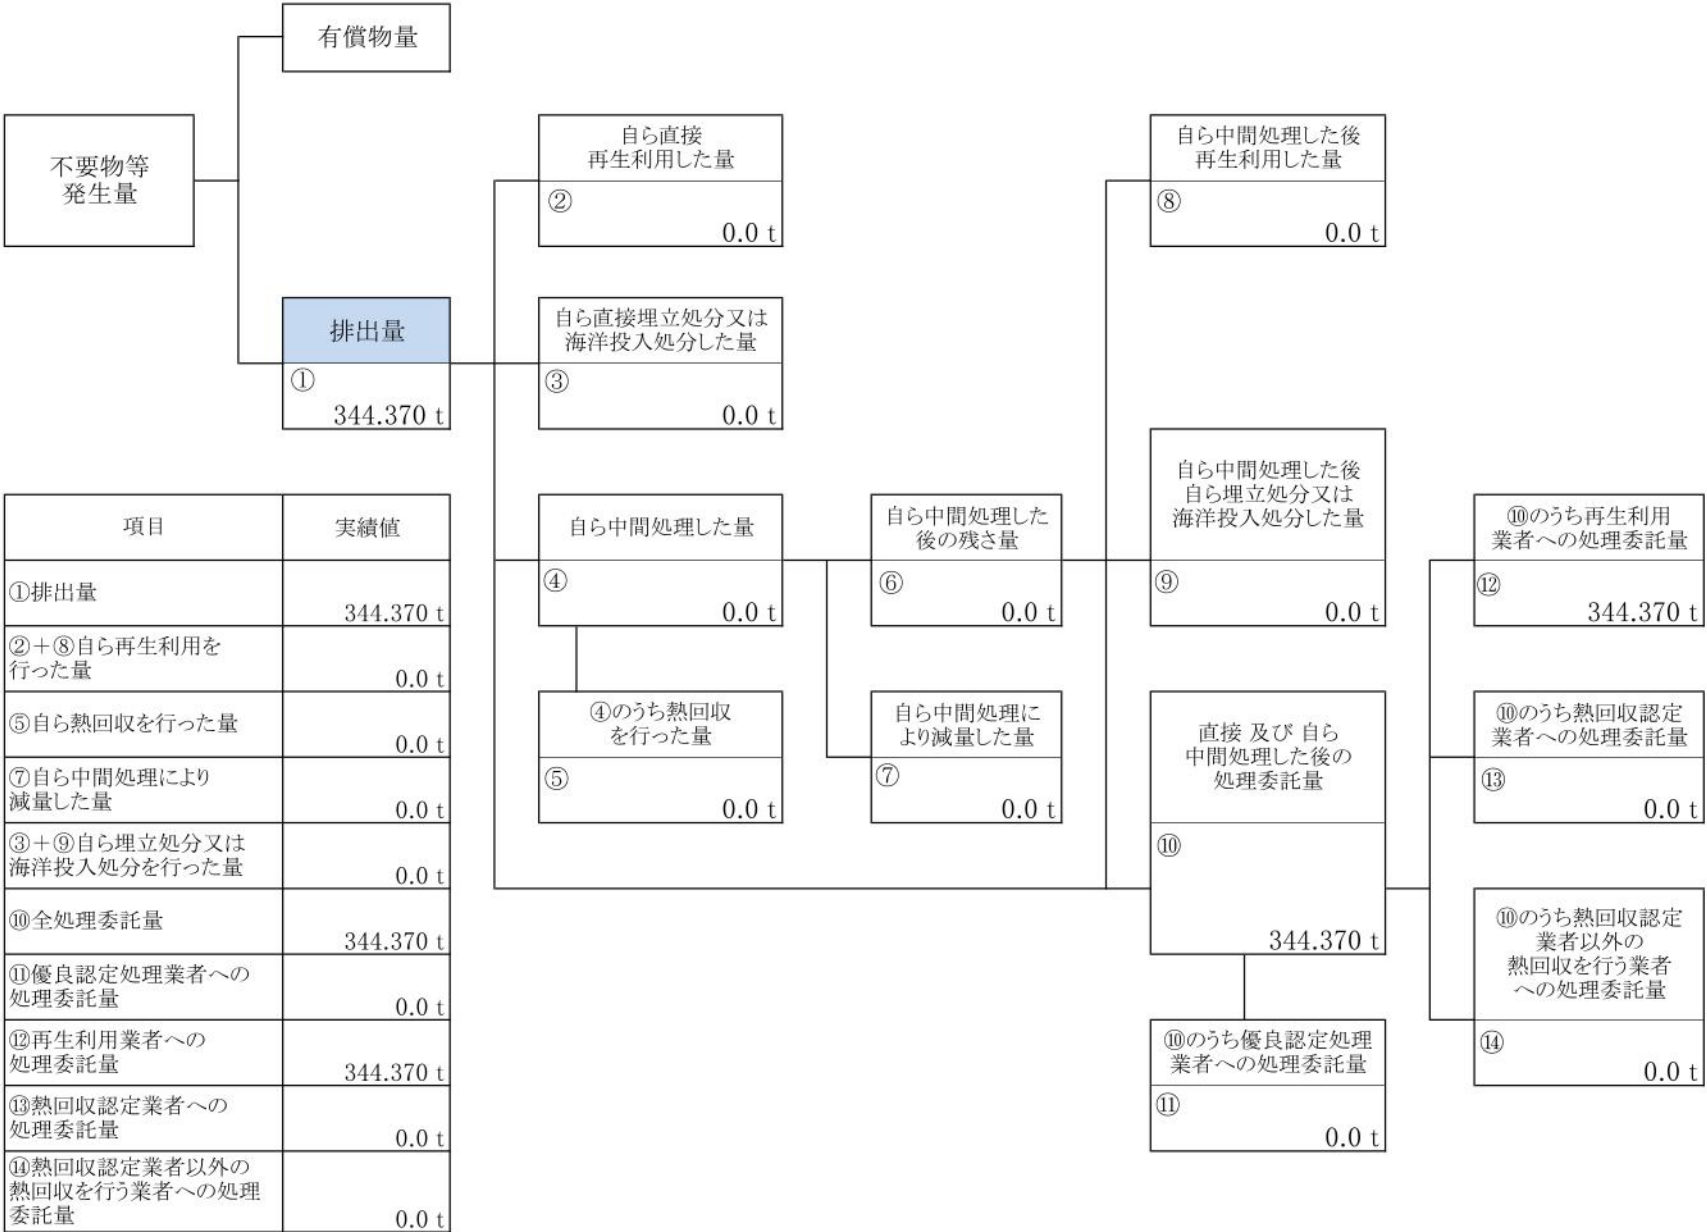 有償物量
不要物等
発生量
排出量
①
344.370 t
自ら直接
再生利用した量
②
0.0 t
自ら直接埋立処分又は
海洋投入処分した量
③
0.0 t
自ら中間処理した量
④
0.0 t
④のうち熱回収
を行った量
⑤
0.0 t
自ら中間処理した
後の残さ量
⑥
0.0 t
自ら中間処理に
より減量した量
⑦
0.0 t
自ら中間処理した後
再生利用した量
⑧
0.0 t
自ら中間処理した後
自ら埋立処分又は
海洋投入処分した量
⑨
0.0 t
直接 及び 自ら
中間処理した後の
処理委託量
⑩
344.370 t
⑩のうち優良認定処理
業者への処理委託量
⑪
0.0 t
⑩のうち再生利用
業者への処理委託量
⑫
344.370 t
⑩のうち熱回収認定
業者への処理委託量
⑬
0.0 t
⑩のうち熱回収認定
業者以外の
熱回収を行う業者
への処理委託量
⑭
0.0 t
項目
実績値
①排出量
344.370 t
②+⑧自ら再生利用を
行った量
0.0 t
⑤自ら熱回収を行った量
0.0 t
⑦自ら中間処理により
減量した量
0.0 t
③+⑨自ら埋立処分又は
海洋投入処分を行った量
0.0 t
⑩全処理委託量
344.370 t
⑪優良認定処理業者への
処理委託量
0.0 t
⑫再生利用業者への
処理委託量
344.370 t
⑬熱回収認定業者への
処理委託量
0.0 t
⑭熱回収認定業者以外の
熱回収を行う業者への処理
委託量
0.0 t